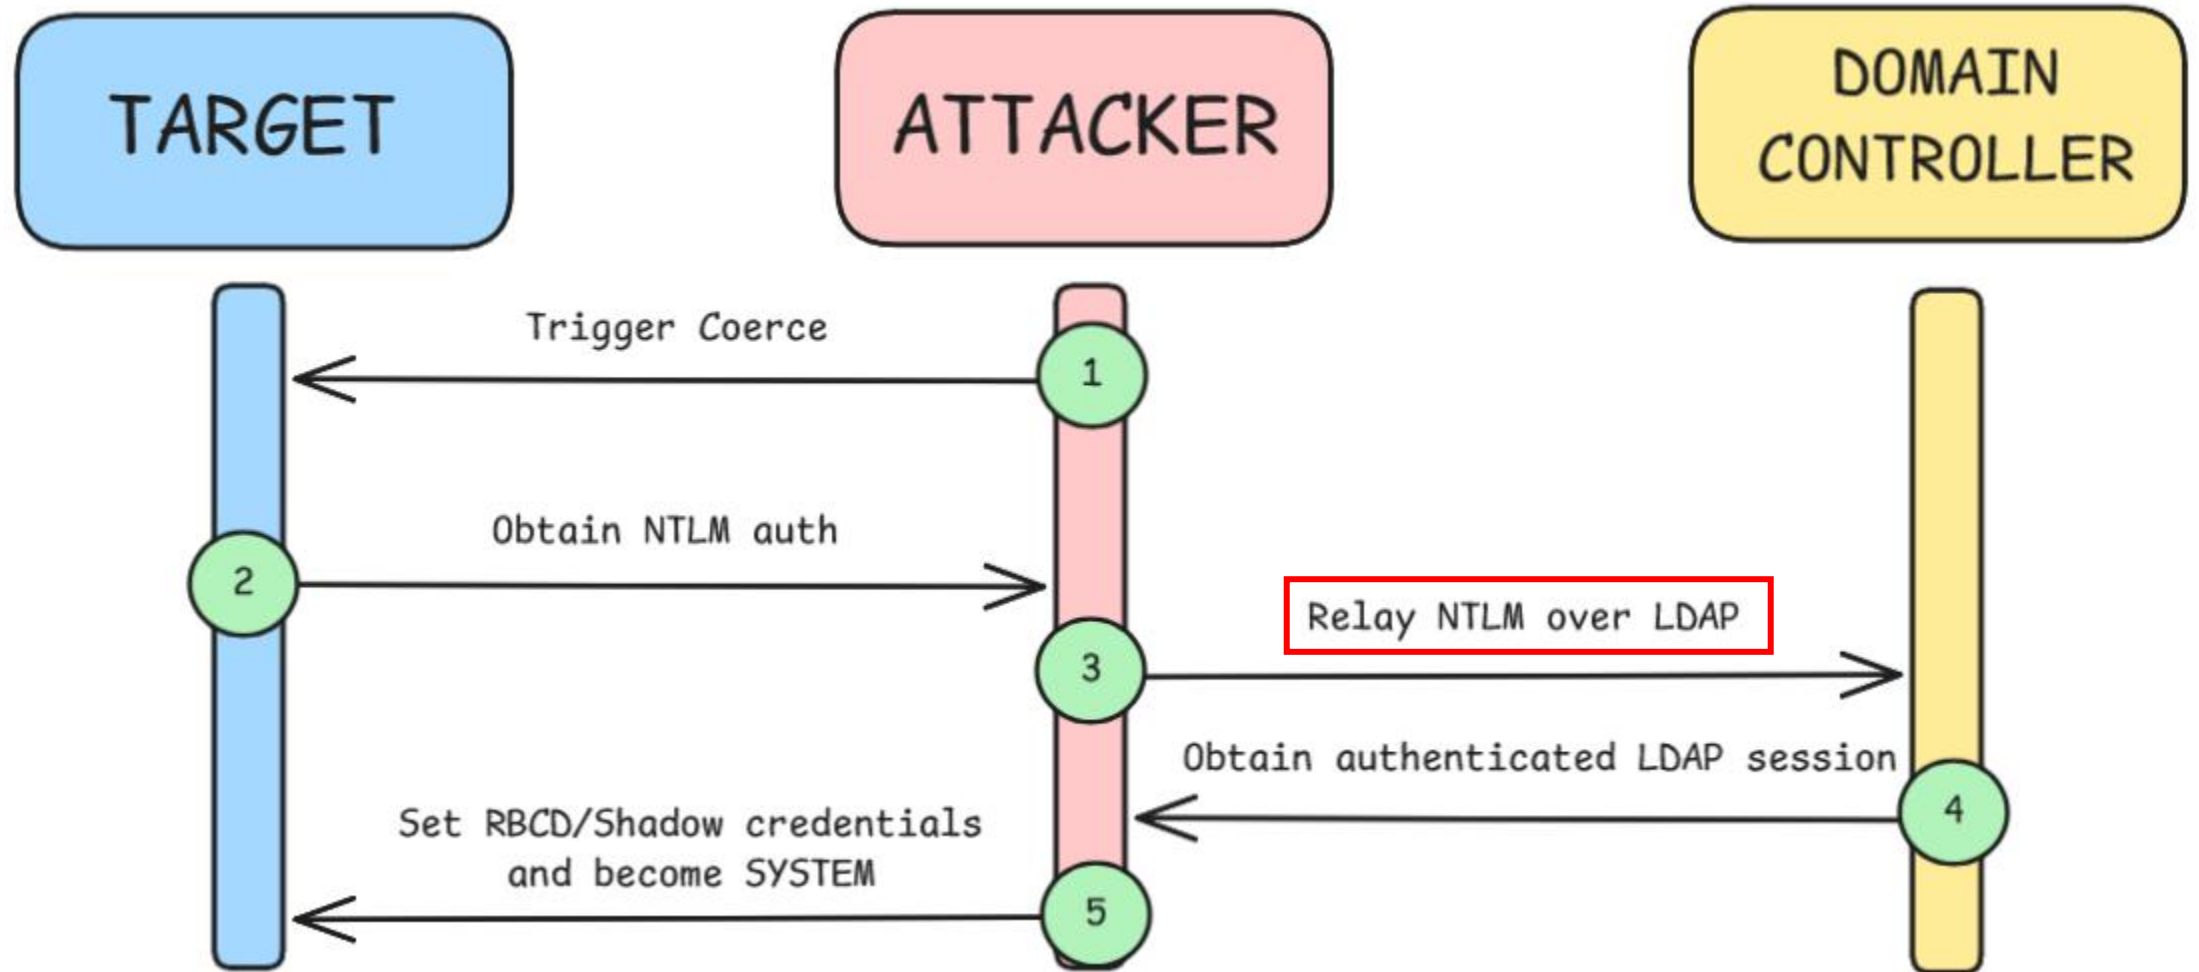 TARGET
ATTACKER
DOMAIN
CONTROLLER
Trigger Coerce
1
Obtain NTLM auth
2
Relay NTLM over LDAP
3
Obtain authenticated LDAP session
4
Set RBCD/Shadow credentials
and become SYSTEM
5